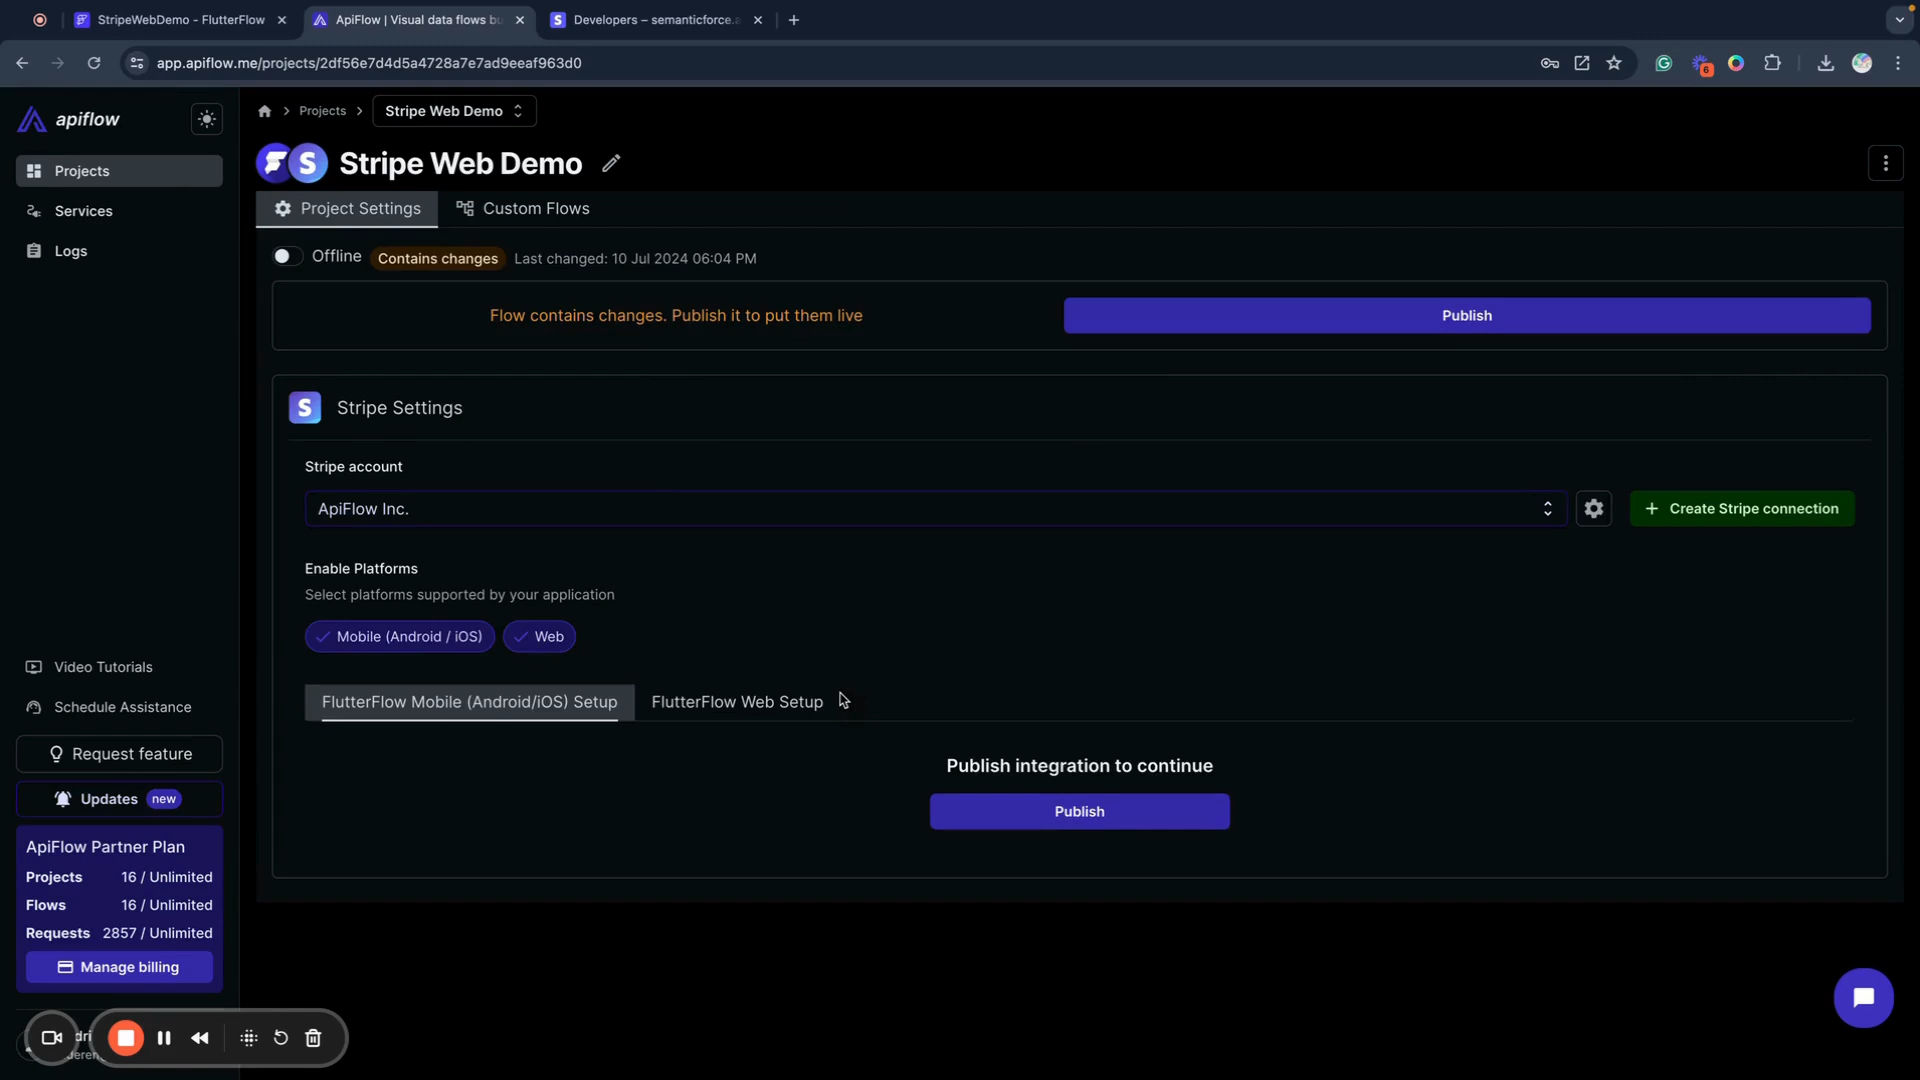 StripeWebDemo - FlutterFlow
ApiFlow | Visual data flows bu
Developers – semanticforce.a
app.apiflow.me/projects/2df56e7d4d5a4728a7e7ad9eeaf963d0
6
apiflow
Projects
Stripe Web Demo
Stripe Web Demo
Projects
Services
Logs
Project Settings
Custom Flows
Offline
Contains changes
Last changed: 10 Jul 2024 06:04 PM
Flow contains changes. Publish it to put them live
Publish
Stripe Settings
Stripe account
ApiFlow Inc.
Create Stripe connection
Enable Platforms
Select platforms supported by your application
Mobile (Android / iOS)
Web
FlutterFlow Mobile (Android/iOS) Setup
FlutterFlow Web Setup
Publish integration to continue
Publish
Video Tutorials
Schedule Assistance
Request feature
Updates new
ApiFlow Partner Plan
Projects 16 / Unlimited
Flows 16 / Unlimited
Requests 2857 / Unlimited
Manage billing